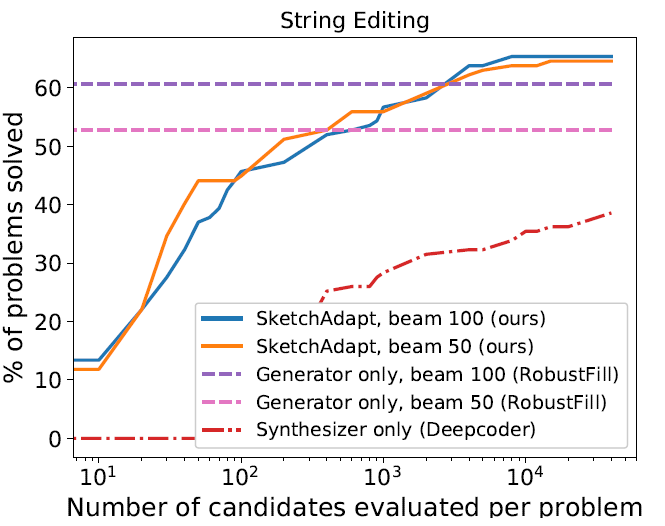 String Editing
% of problems solved
60
50
40
30
20
10
0
SketchAdapt, beam 100 (ours)
SketchAdapt, beam 50 (ours)
Generator only, beam 100 (RobustFill)
Generator only, beam 50 (RobustFill)
Synthesizer only (Deepcoder)
10¹ 10² 10³ 10⁴
Number of candidates evaluated per problem